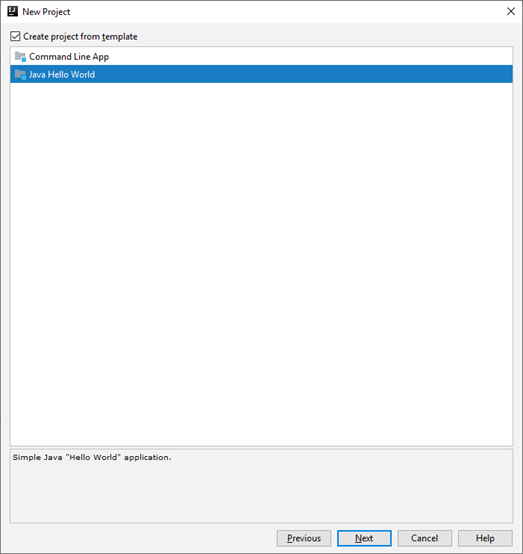 New Project
Create project from template
Command Line App
Java Hello World
Simple Java "Hello World" application.
Previous Next Cancel Help